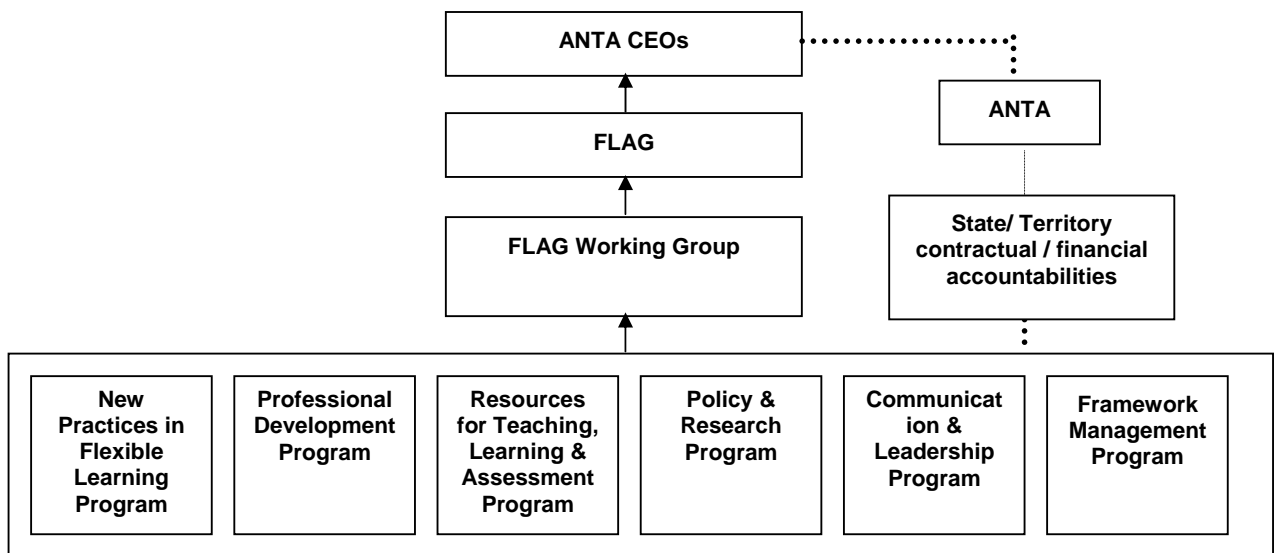 ANTA CEOs
ANTA
FLAG
State/ Territory
contractual / financial
accountabilities
FLAG Working Group
New
Practices in
Flexible
Learning
Program
Professional
Development
Program
Resources
for Teaching,
Learning &
Assessment
Program
Policy &
Research
Program
Communicat
ion &
Leadership
Program
Framework
Management
Program